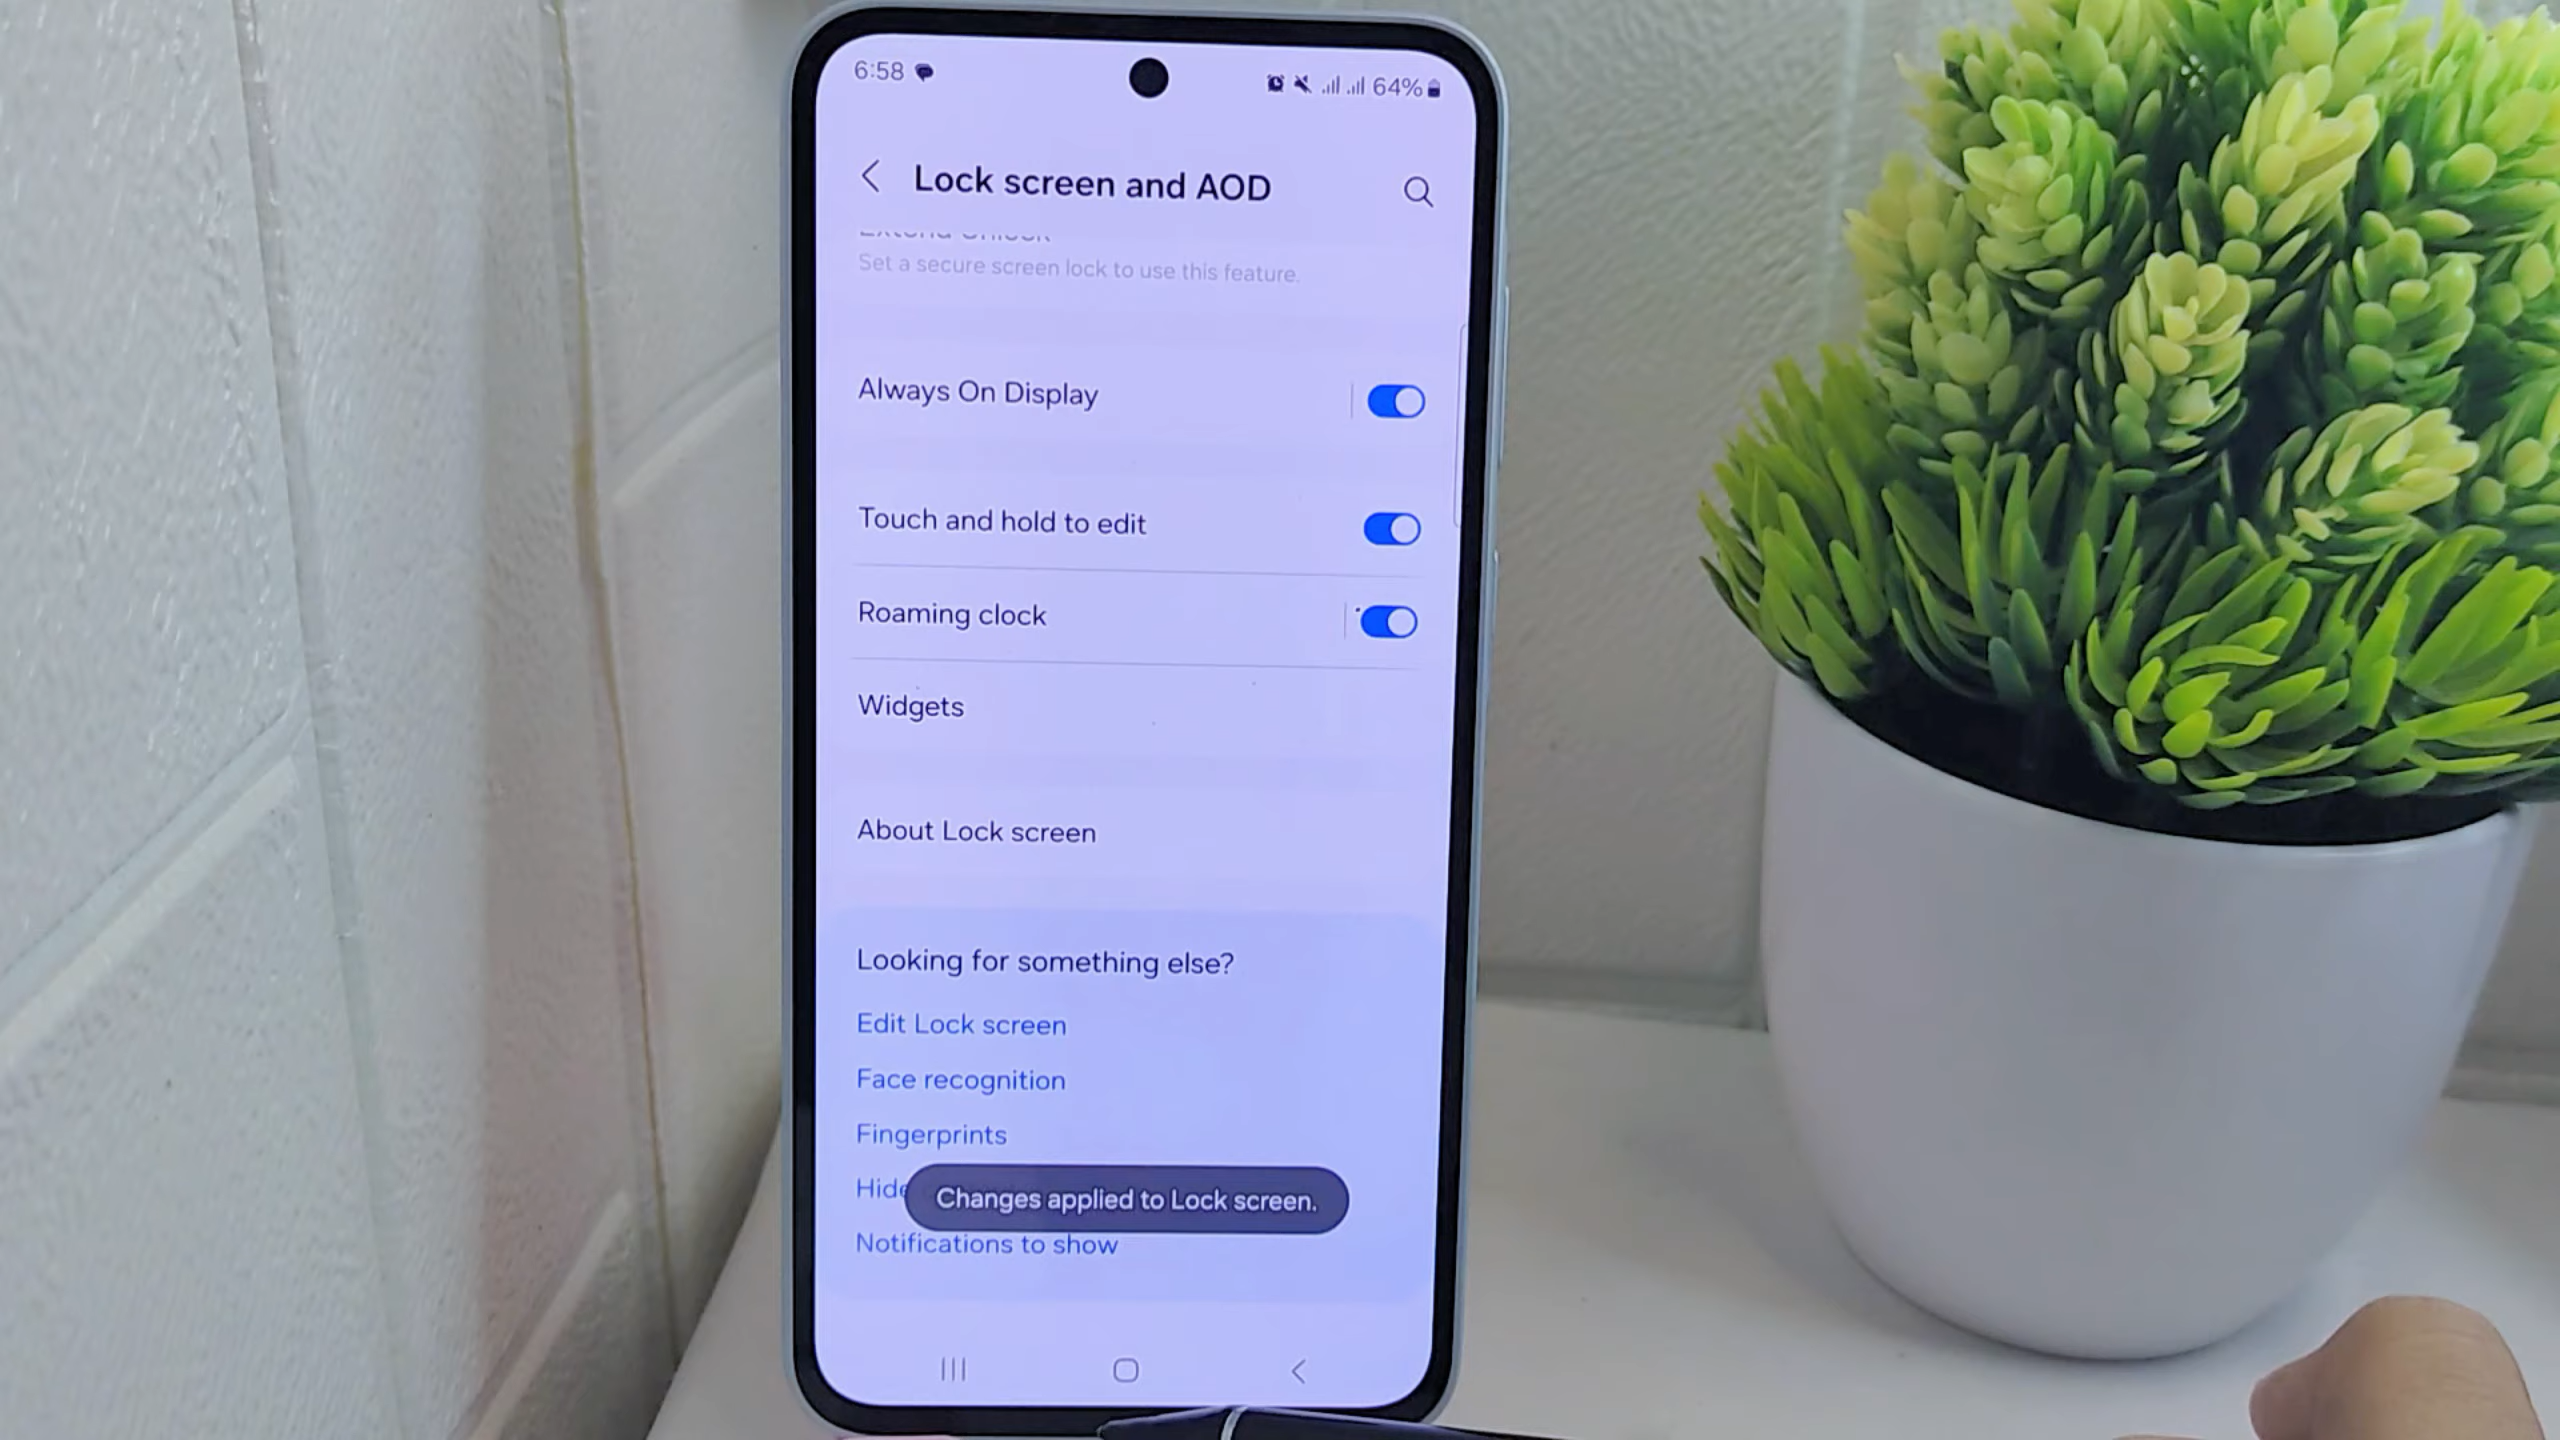 6:58
64%
Lock screen and AOD
Set a secure screen lock to use this feature.
Always On Display
Touch and hold to edit
Roaming clock
Widgets
About Lock screen
Looking for something else?
Edit Lock screen
Face recognition
Fingerprints
Hide
Changes applied to Lock screen.
Notifications to show